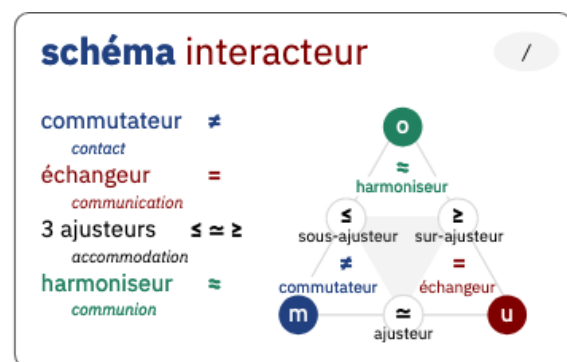 schéma interacteur
/
commutateur ≠
contact
échangeur =
communication
3 ajusteurs ≤ ≃ ≥
accommodation
harmoniseur ≈
communion
o
≈
harmoniseur
≤ ≥
sous-ajusteur sur-ajusteur
≠ =
commutateur échangeur
m ≃ u
ajusteur